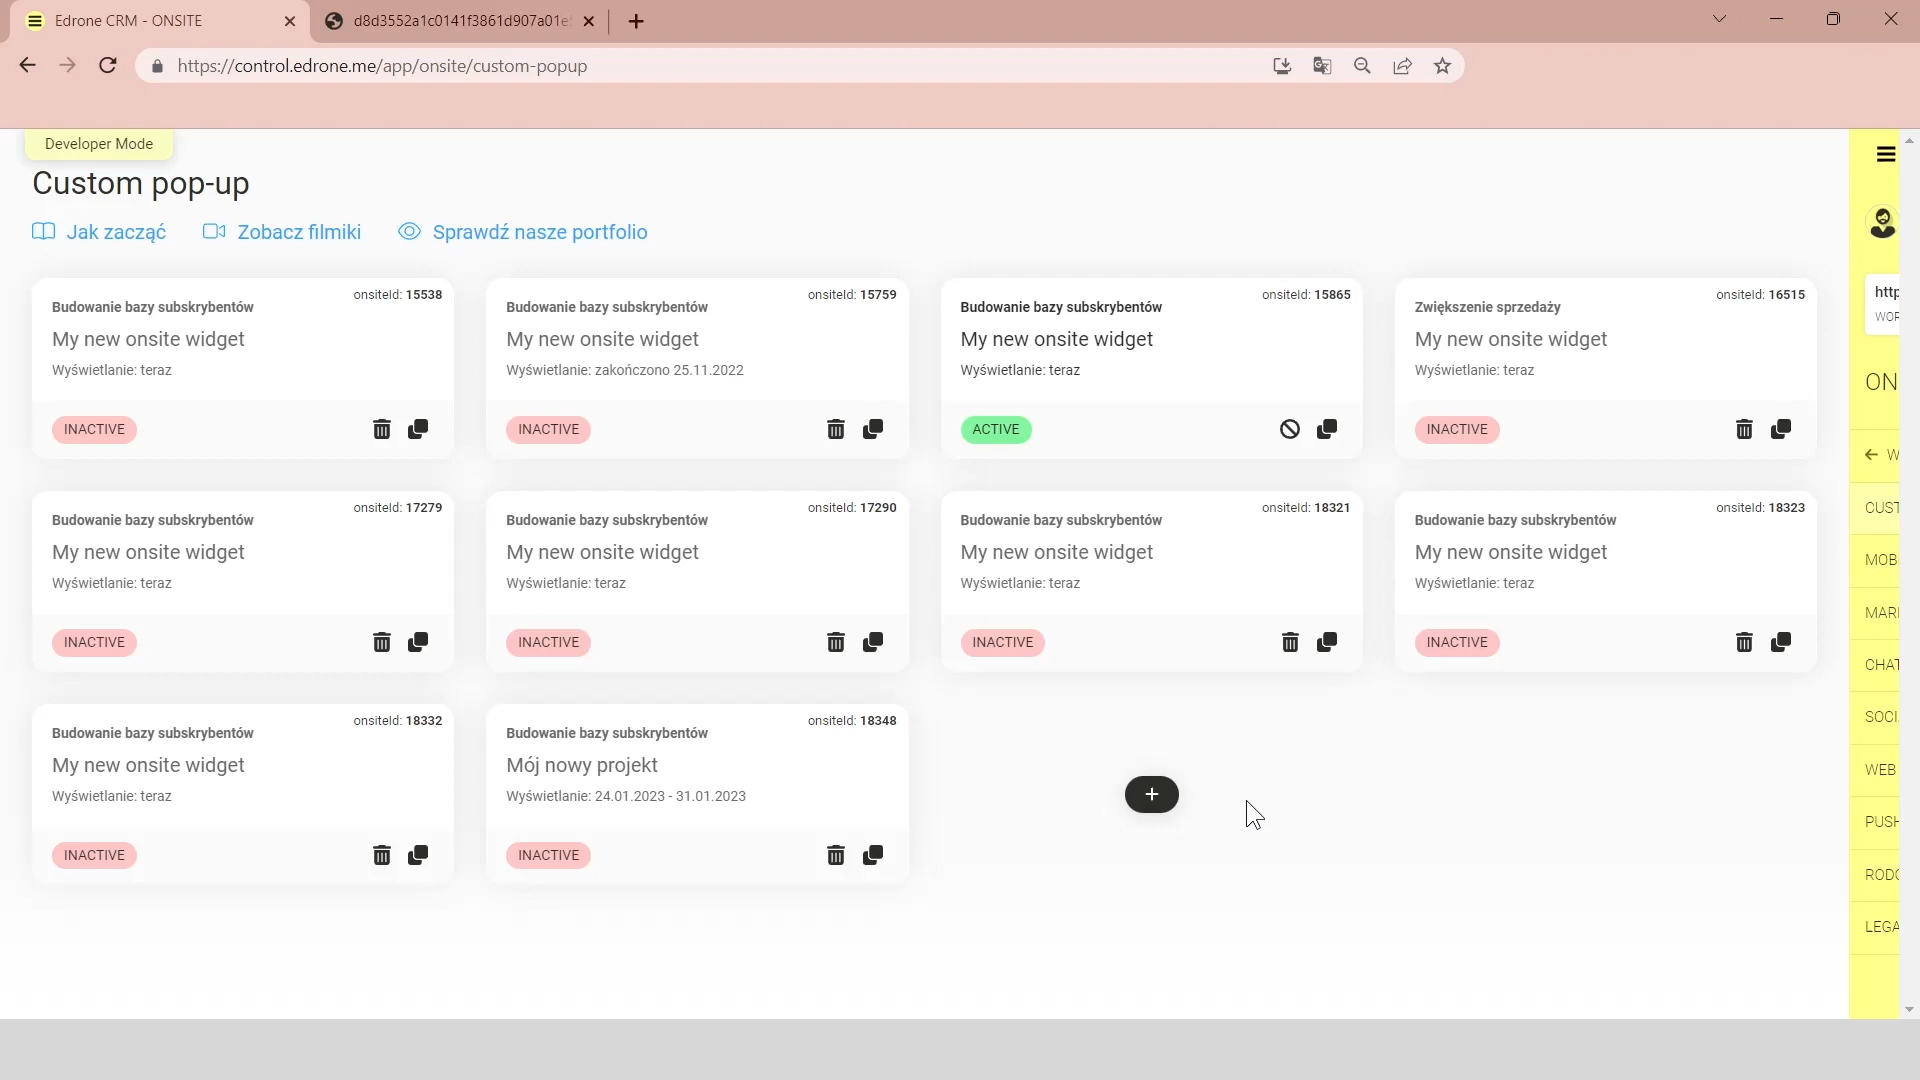 Edrone CRM - ONSITE
d8d3552a1c0141f3861d907a01e
https://control.edrone.me/app/onsite/custom-popup
Developer Mode
Custom pop-up
Jak zacząć
Zobacz filmiki
Sprawdź nasze portfolio
onsiteId: 15538
Budowanie bazy subskrybentów
My new onsite widget
Wyświetlanie: teraz
INACTIVE
onsiteId: 15759
Budowanie bazy subskrybentów
My new onsite widget
Wyświetlanie: zakończono 25.11.2022
INACTIVE
onsiteId: 15865
Budowanie bazy subskrybentów
My new onsite widget
Wyświetlanie: teraz
ACTIVE
onsiteId: 16515
Zwiększenie sprzedaży
My new onsite widget
Wyświetlanie: teraz
INACTIVE
onsiteId: 17279
Budowanie bazy subskrybentów
My new onsite widget
Wyświetlanie: teraz
INACTIVE
onsiteId: 17290
Budowanie bazy subskrybentów
My new onsite widget
Wyświetlanie: teraz
INACTIVE
onsiteId: 18321
Budowanie bazy subskrybentów
My new onsite widget
Wyświetlanie: teraz
INACTIVE
onsiteId: 18323
Budowanie bazy subskrybentów
My new onsite widget
Wyświetlanie: teraz
INACTIVE
onsiteId: 18332
Budowanie bazy subskrybentów
My new onsite widget
Wyświetlanie: teraz
INACTIVE
onsiteId: 18348
Budowanie bazy subskrybentów
Mój nowy projekt
Wyświetlanie: 24.01.2023 - 31.01.2023
INACTIVE
+
http
WOR
ON
W
CUST
MOB
MAR
CHAT
SOCI
WEB
PUSH
RODO
LEGA